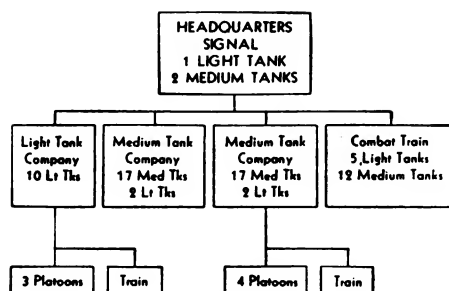 HEADQUARTERS
SIGNAL
1 LIGHT TANK
2 MEDIUM TANKS
Light Tank
Company
10 Lt Tks
Medium Tank
Company
17 Med Tks
2 Lt Tks
Medium Tank
Company
17 Med Tks
2 Lt Tks
Combat Train
5, Light Tanks
12 Medium Tanks
3 Platoons
Train
4 Platoons
Train